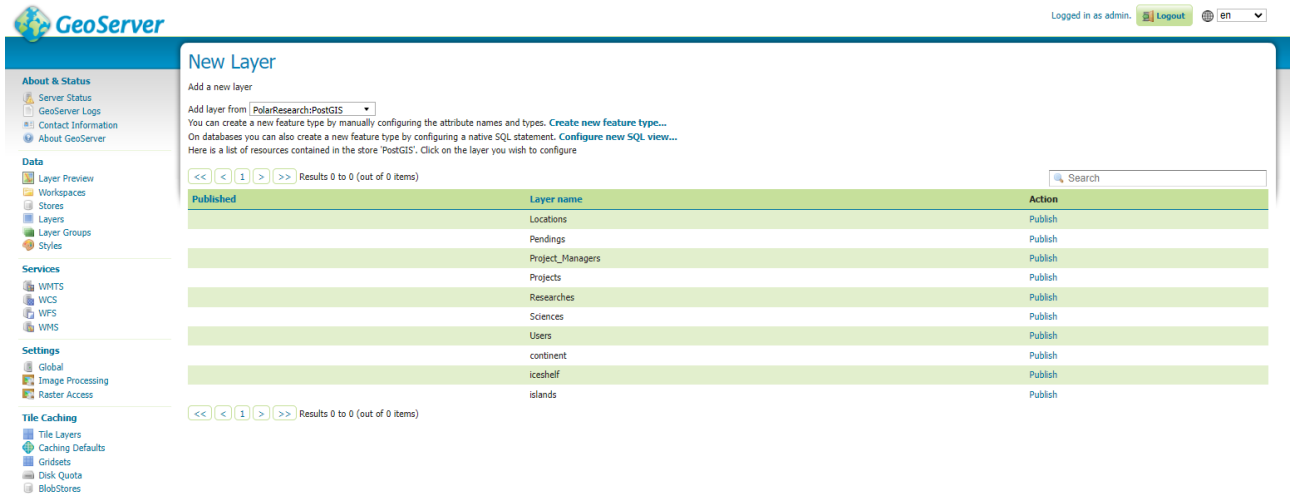 GeoServer
Logged in as admin. Logout en
New Layer
Add a new layer
Add layer from PolarResearch:PostGIS
You can create a new feature type by manually configuring the attribute names and types. Create new feature type...
On databases you can also create a new feature type by configuring a native SQL statement. Configure new SQL view...
Here is a list of resources contained in the store 'PostGIS'. Click on the layer you wish to configure
<< < 1 > >> Results 0 to 0 (out of 0 items)
Search
Published Layer name Action
Locations Publish
Pendings Publish
Project_Managers Publish
Projects Publish
Researches Publish
Sciences Publish
Users Publish
continent Publish
iceshelf Publish
islands Publish
<< < 1 > >> Results 0 to 0 (out of 0 items)
About & Status
Server Status
GeoServer Logs
Contact Information
About GeoServer
Data
Layer Preview
Workspaces
Stores
Layers
Layer Groups
Styles
Services
WMTS
WCS
WFS
WMS
Settings
Global
Image Processing
Raster Access
Tile Caching
Tile Layers
Caching Defaults
Gridsets
Disk Quota
BlobStores